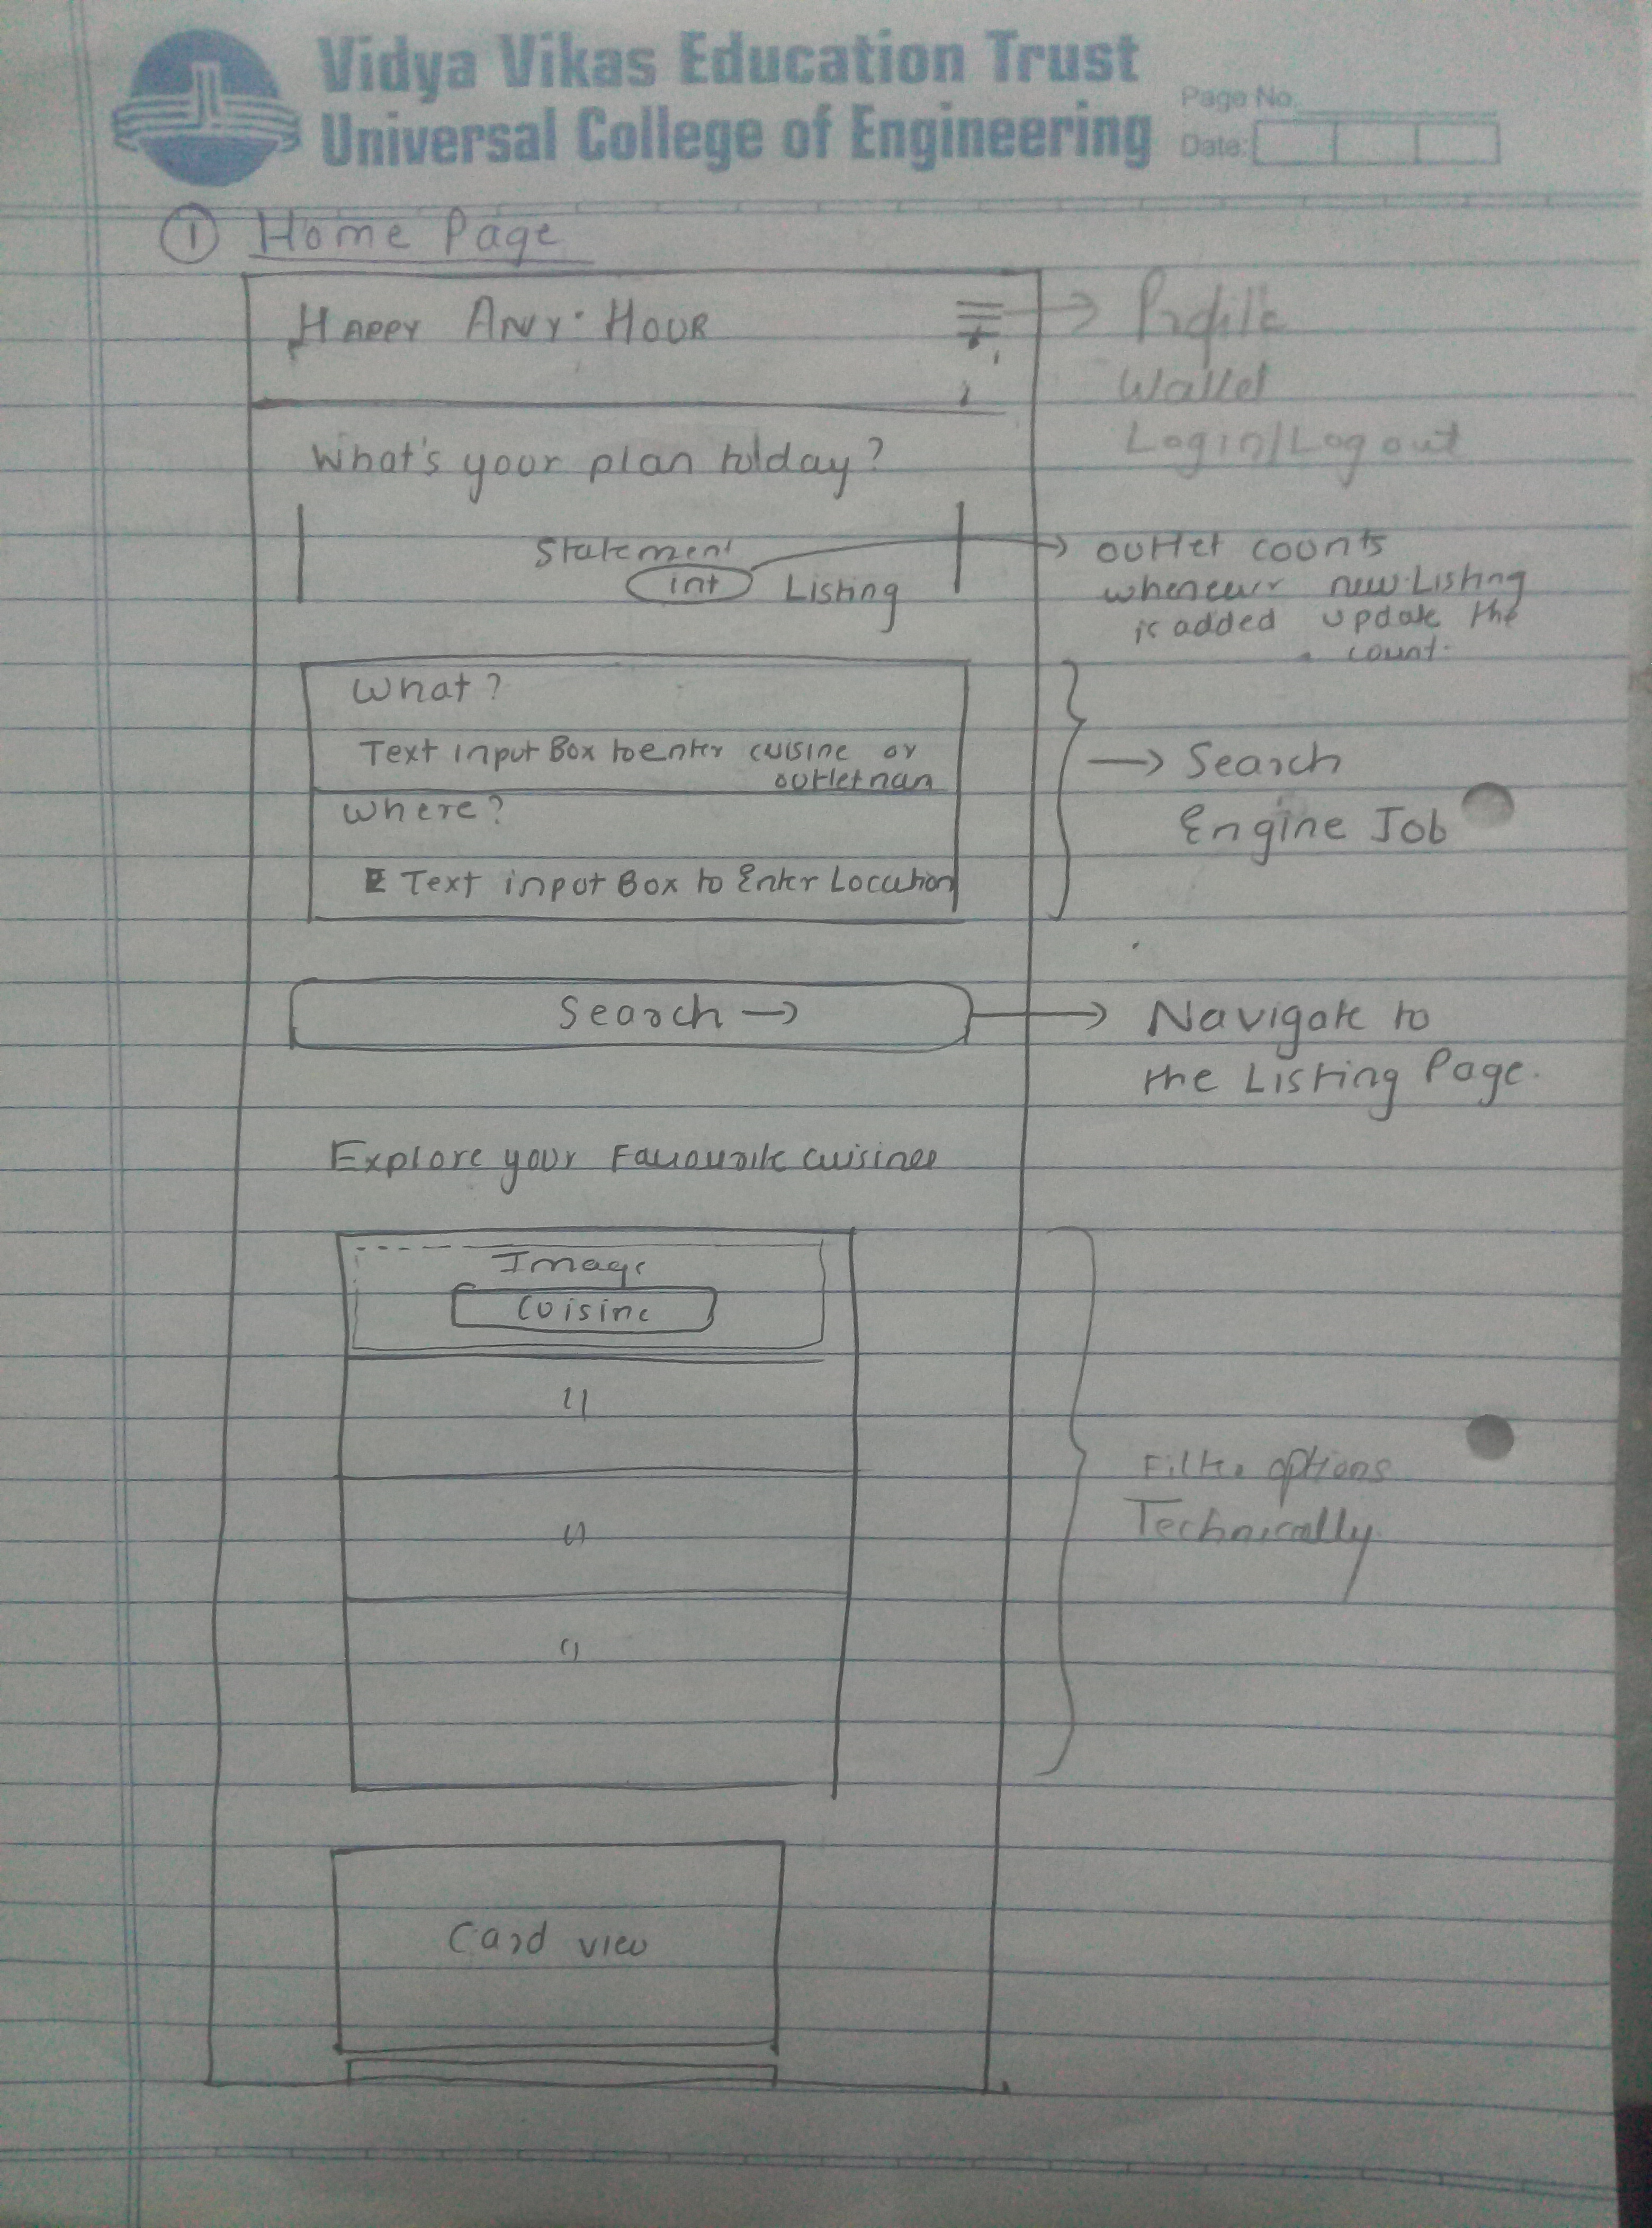 Vidya Vikas Education Trust
Universal College of Engineering
Page No.
Date:
① Home Page
HAPPY ANY HOUR
Profile
Wallet
Login/Logout
What's your plan today?
Statement
int Listing
outlet counts
whenever new Listing
is added update the
count.
What?
Text input Box to enter cuisine or
outlet nam
Where?
Text input Box to Enter Location
→ Search
Engine Job
Search →
Navigate to
the Listing Page.
Explore your Favourite cuisines
Image
Cuisine
Filter options
Technically
Card view